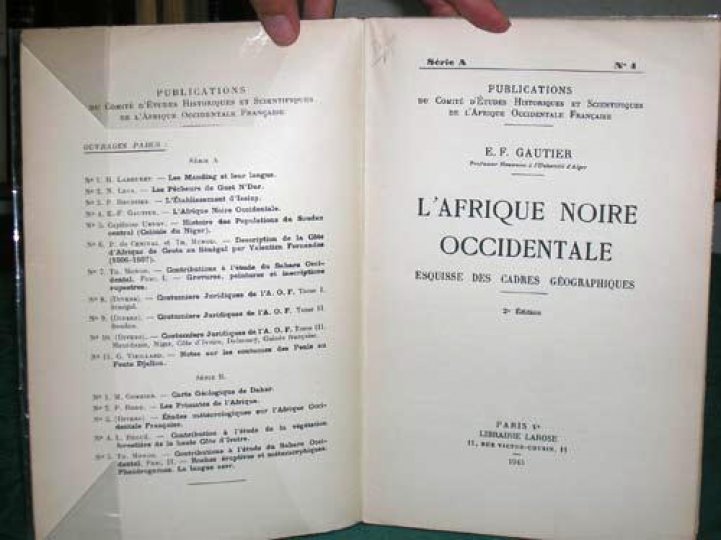 PUBLICATIONS
DU COMITÉ D'ÉTUDES HISTORIQUES ET SCIENTIFIQUES
DE L'AFRIQUE OCCIDENTALE FRANÇAISE
OUVRAGES PARUS :
SÉRIE A
Nº 1. H. LABOURET. — Les Manding et leur langue.
Nº 2. N. LECA. — Les Pêcheurs de Guet N'Dar.
Nº 3. P. — L'Établissement d'Issiny.
Nº 4. E.-F. GAUTIER. — L'Afrique Noire Occidentale.
Nº 5. Capitaine URVOY. — Histoire des Populations du Soudan
central (Colonie du Niger).
Nº 6. P. DE CENIVAL et TH. MONOD. — Description de la Côte
d'Afrique de Ceuta au Sénégal par Valentim Fernandes
(1506-1507).
Nº 7. TH. MONOD. — Contributions à l'étude du Sahara Occi-
dental. FASC. I. — Gravures, peintures et inscriptions
rupestres.
Nº 8. (DIVERS). — Coutumiers Juridiques de l'A. O. F. TOME I.
Sénégal.
Nº 9. (DIVERS). — Coutumiers Juridiques de l'A. O. F. TOME II
Soudan.
Nº 10. (DIVERS). — Coutumiers Juridiques de l'A. O. F. TOME III.
Mauritanie, Niger, Côte d'Ivoire, Dahomey, Guinée française.
Nº 11. G. VIEILLARD. — Notes sur les coutumes des Peuls au
Fouta Djallon.
SÉRIE B.
Nº 1. M. — Carte Géologique de Dakar.
Nº 2. P. — Les Primates de l'Afrique.
Nº 3. (DIVERS). — Études météorologiques sur l'Afrique Occi-
dentale Française.
Nº 4. L. BÉGUÉ. — Contribution à l'étude de la végétation
forestière de la haute Côte d'Ivoire.
Nº 5. TH. MONOD. — Contributions à l'étude du Sahara Occi-
dental. FASC. II. — Roches éruptives et métamorphiques.
Phanérogames. La langue
Série A Nº 4
PUBLICATIONS
DU COMITÉ D'ÉTUDES HISTORIQUES ET SCIENTIFIQUES
DE L'AFRIQUE OCCIDENTALE FRANÇAISE
E. F. GAUTIER
Professeur Honoraire à l'Université d'Alger
L'AFRIQUE NOIRE
OCCIDENTALE
ESQUISSE DES CADRES GÉOGRAPHIQUES
2e Édition
PARIS Ve
LIBRAIRIE LAROSE
11, RUE VICTOR-COUSIN, 11
1943